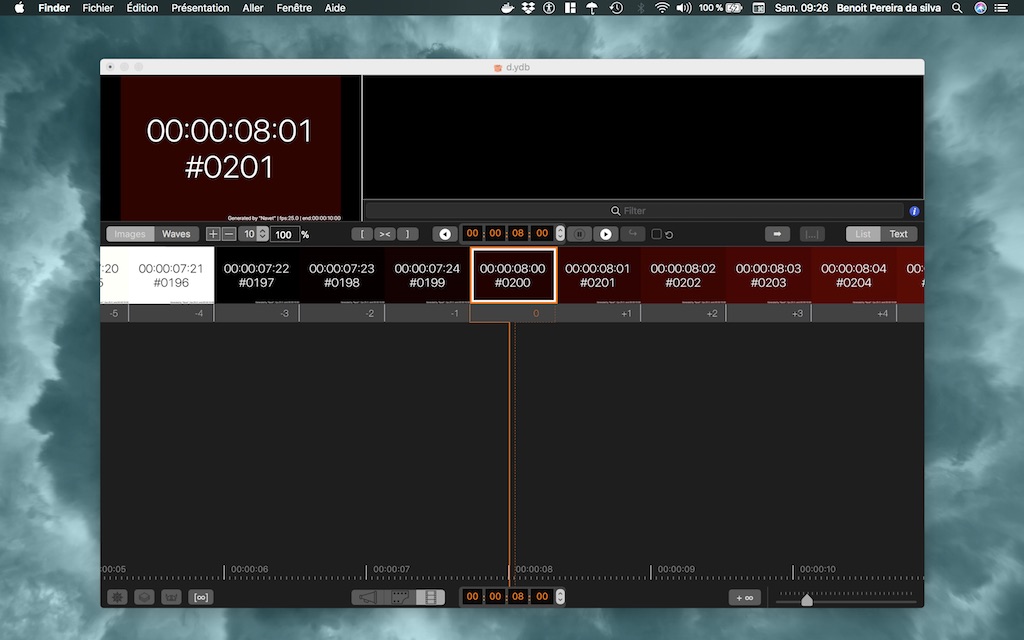 Finder Fichier Édition Présentation Aller Fenêtre Aide 100 % Sam. 09:26 Benoit Pereira da silva
d.ydb
00:00:08:01
#0201
Generated by "Navet" | fps:25.0 | end:00:00:10:00
Filter
Images Waves + − 10 100 % [ >< ] 00 : 00 : 08 : 00 [...] List Text
:20 00:00:07:21 00:00:07:22 00:00:07:23 00:00:07:24 00:00:08:00 00:00:08:01 00:00:08:02 00:00:08:03 00:00:08:04 00:0
5 #0196 #0197 #0198 #0199 #0200 #0201 #0202 #0203 #0204
-5 -4 -3 -2 -1 0 +1 +2 +3 +4
:00:05 00:00:06 00:00:07 00:00:08 00:00:09 00:00:10
[∞] 00 : 00 : 08 : 00 + ∞